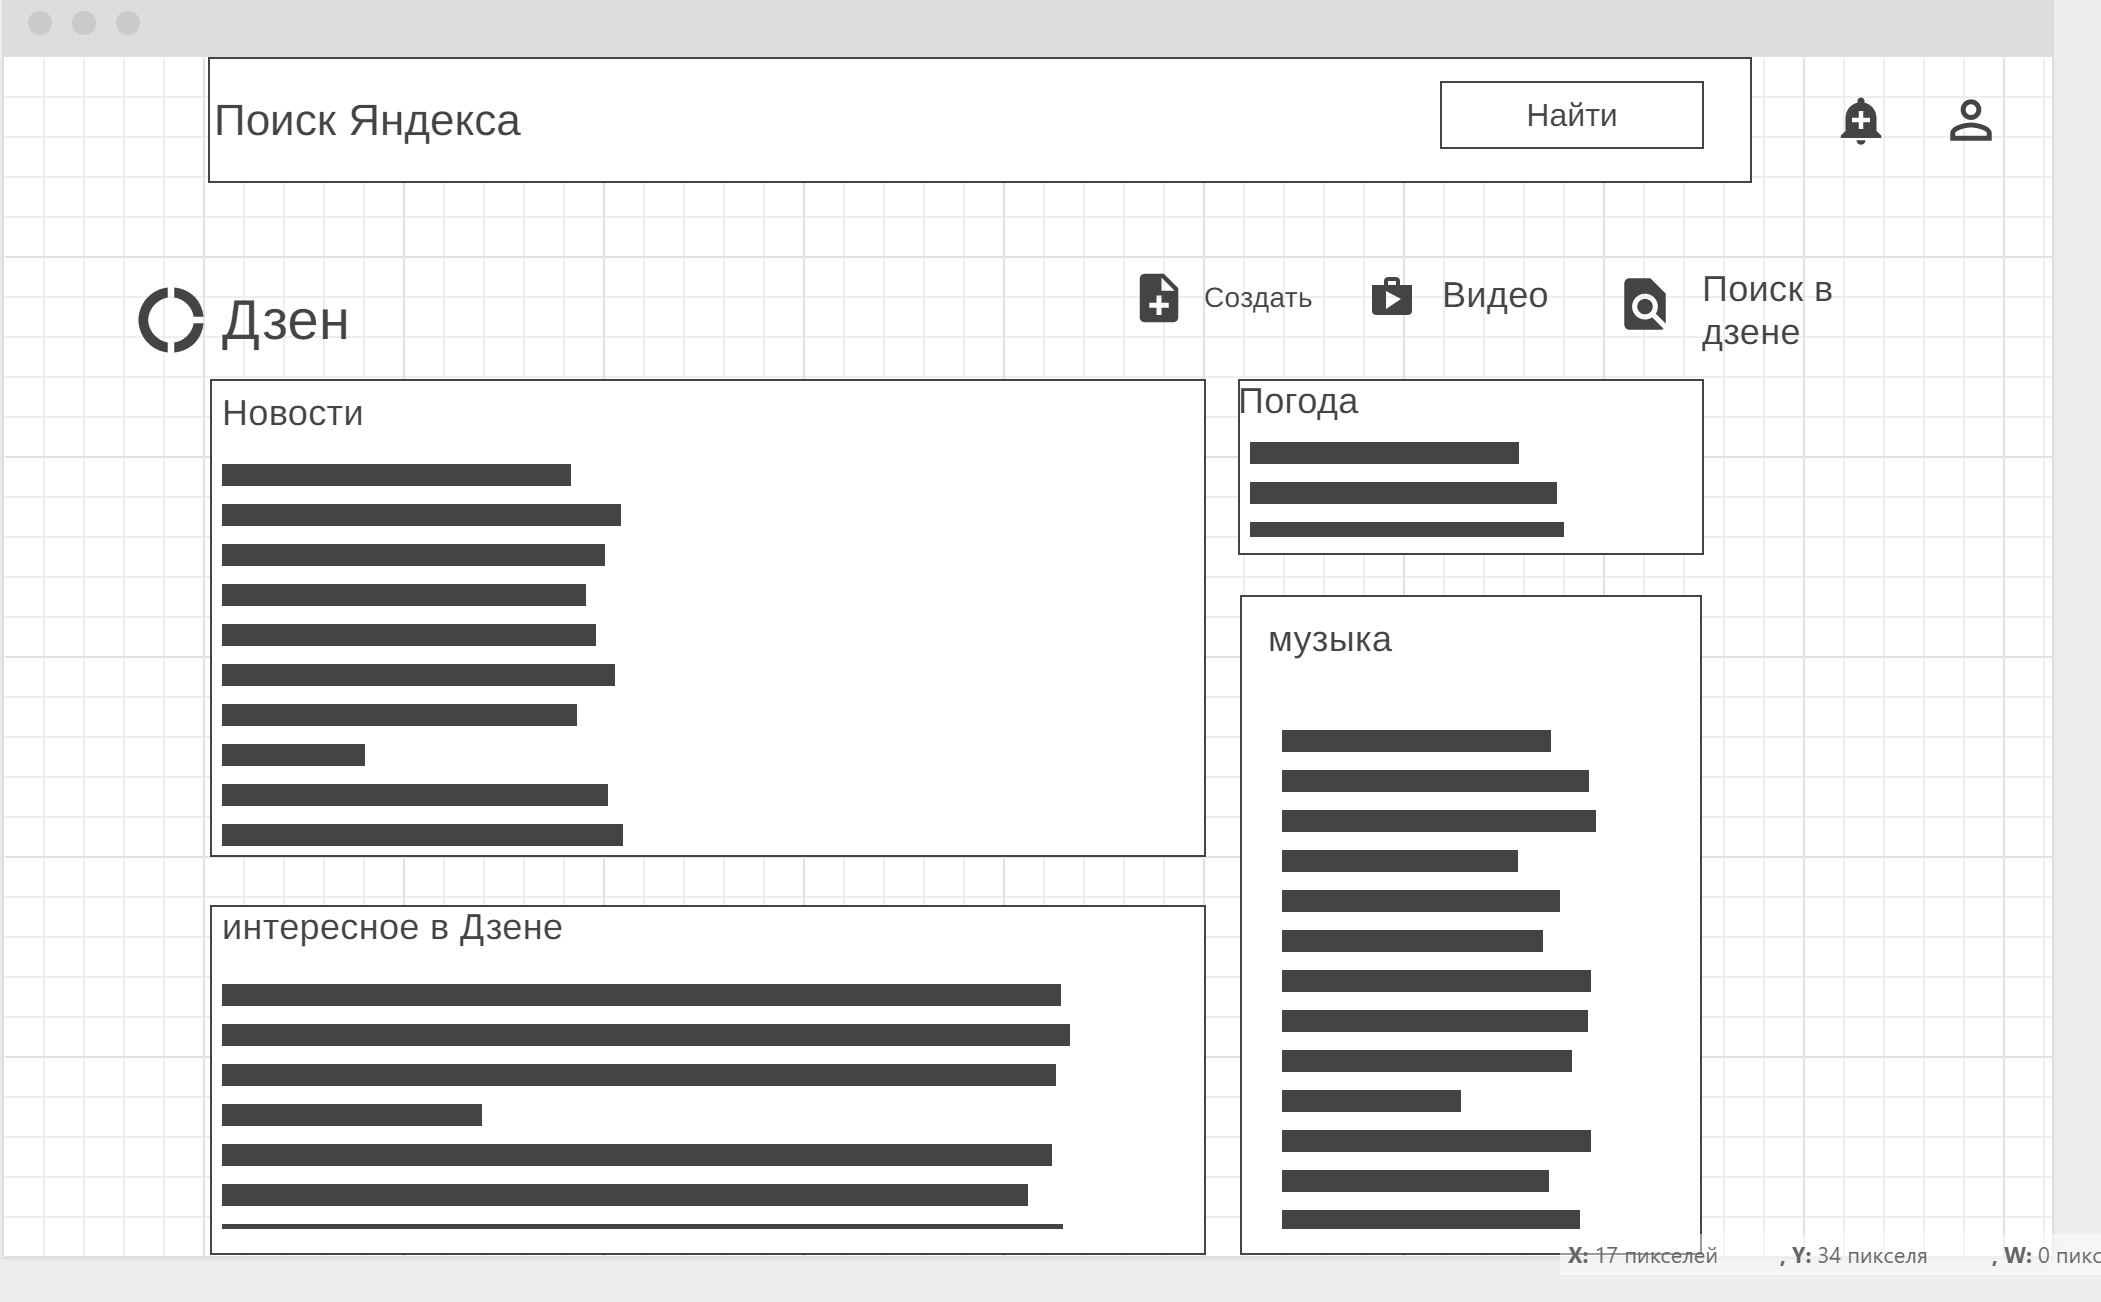 Поиск Яндекса
Найти
Дзен
Создать
Видео
Поиск в
дзене
Новости
Погода
музыка
интересное в Дзене
X: 17 пикселей , Y: 34 пикселя , W: 0 пикс